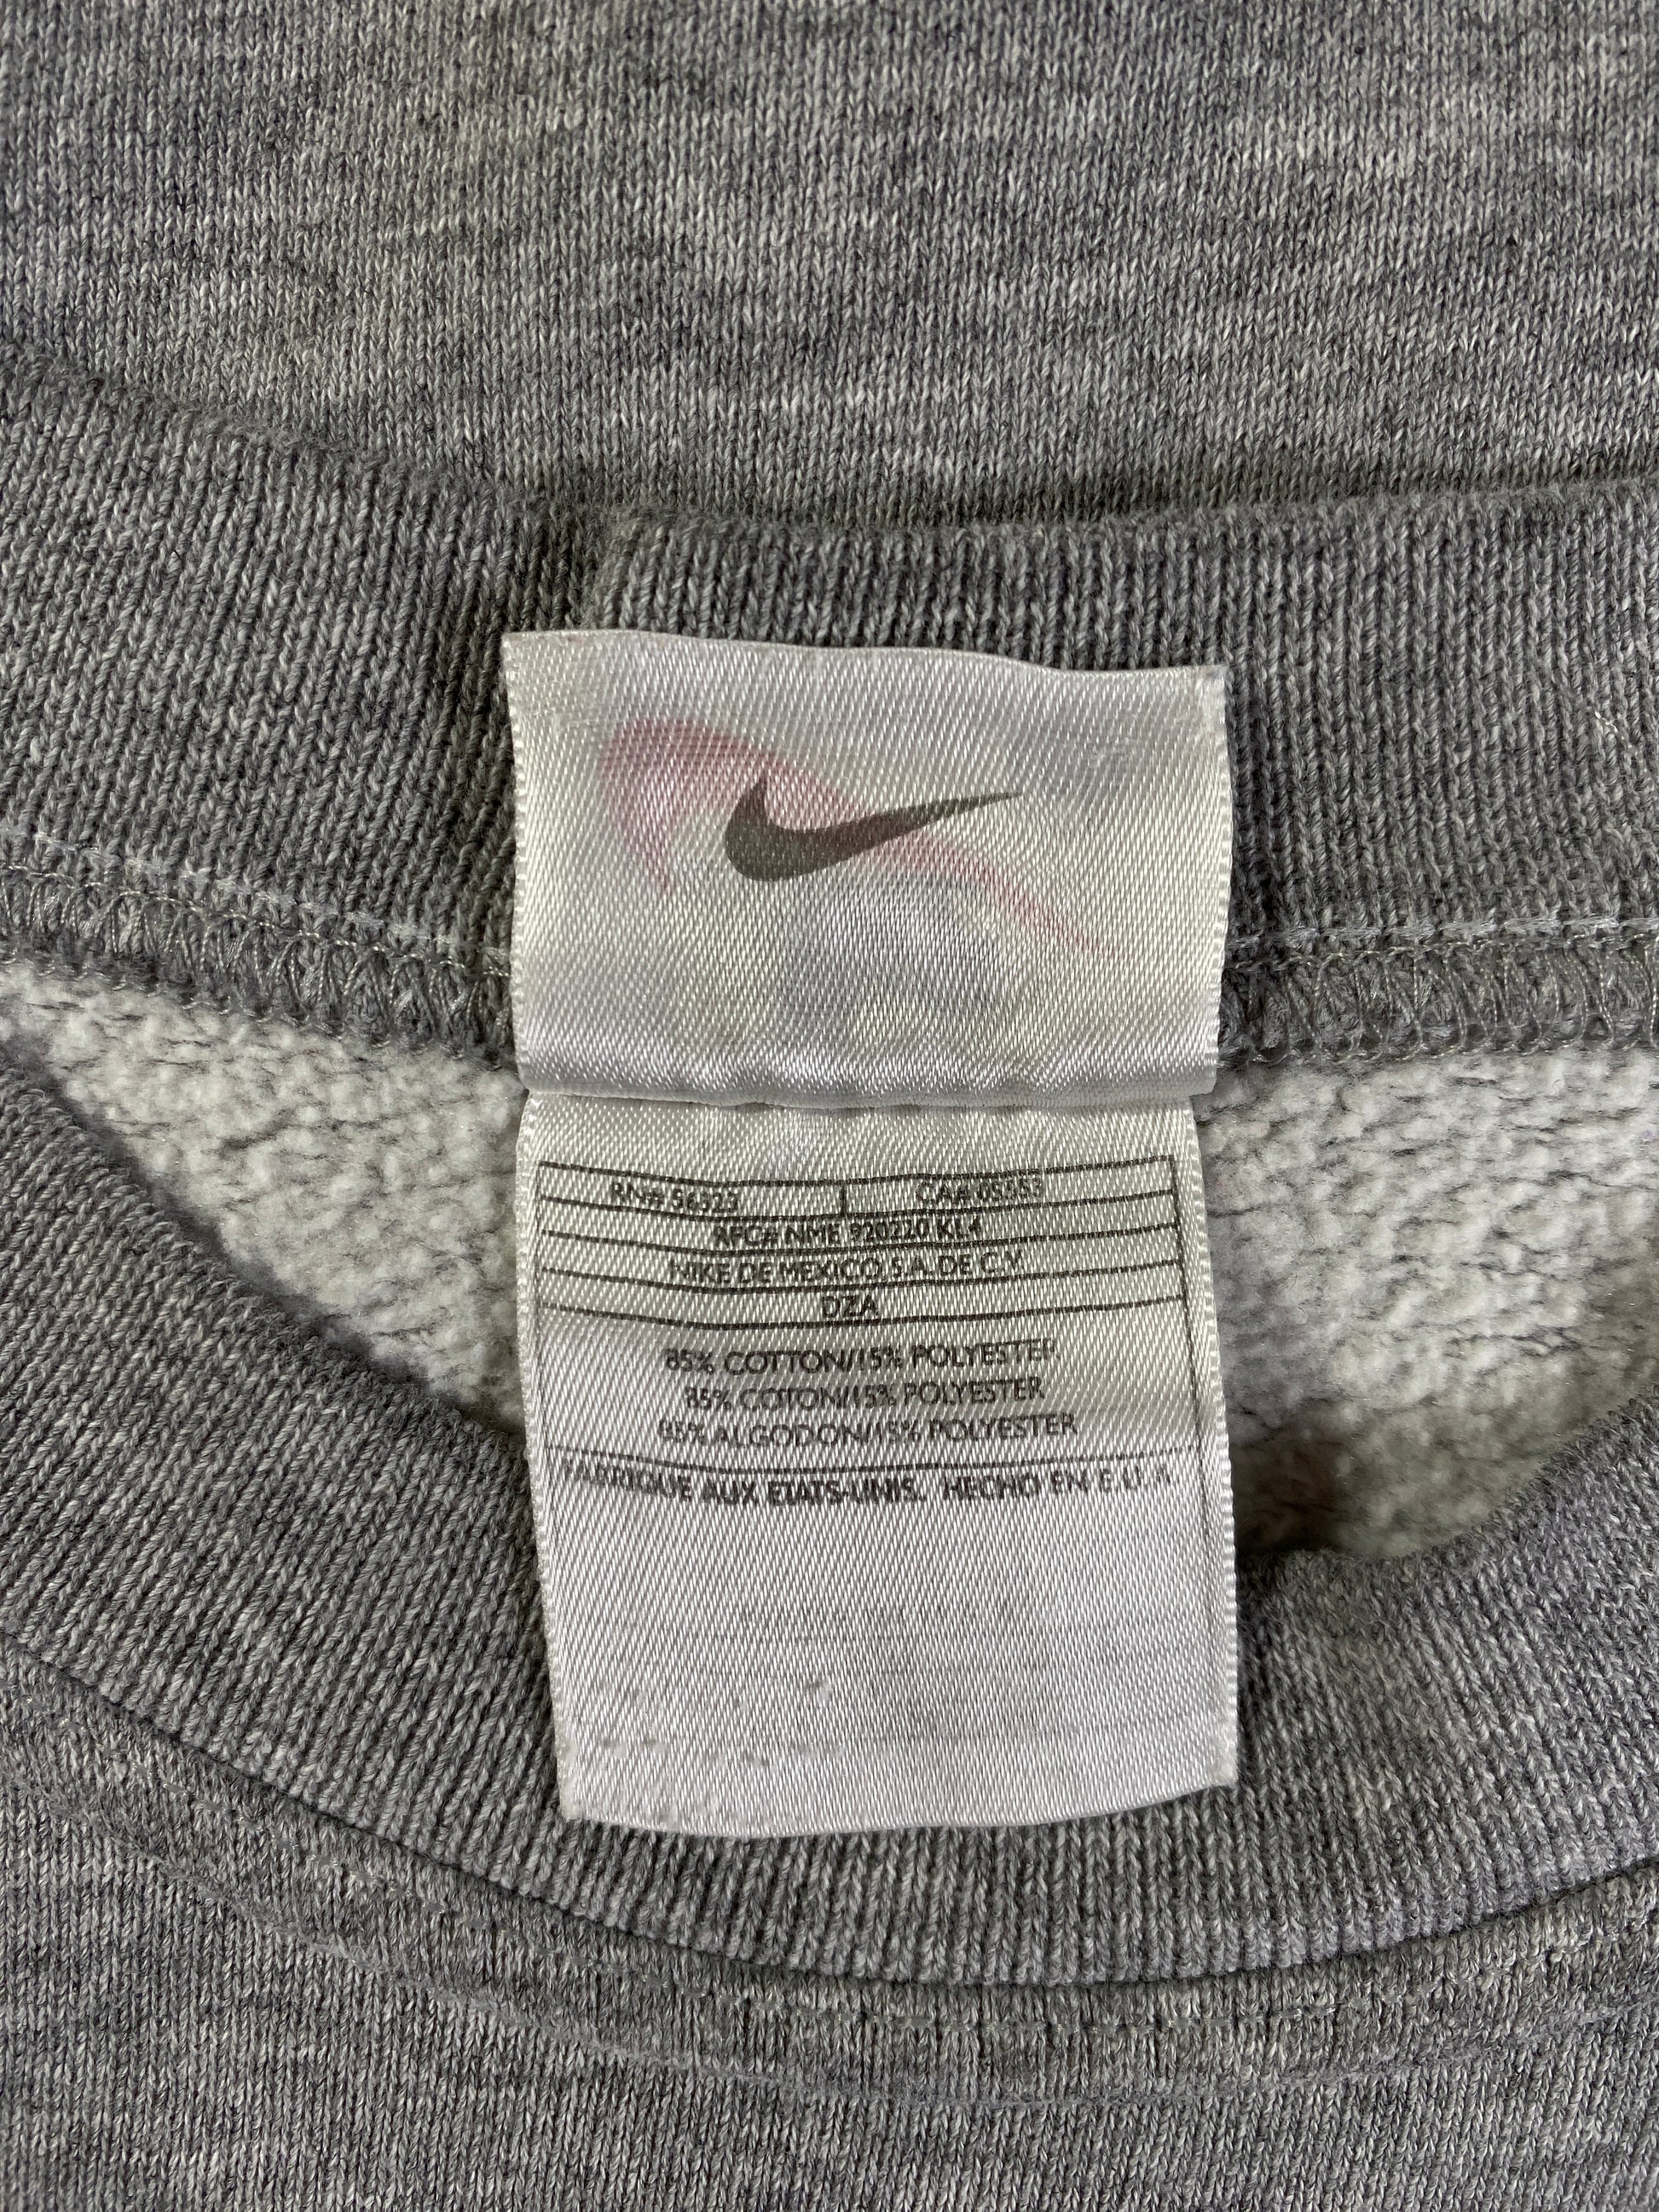 RN# 56323 | CA# 05553
RFC# NME 920220 KL4
NIKE DE MEXICO S.A. DE C.V
DZA
85% COTTON/15% POLYESTER
85% COTON/15% POLYESTER
85% ALGODON/15% POLYESTER
FABRIQUE AUX ETATS-UNIS. HECHO EN E.U.A.